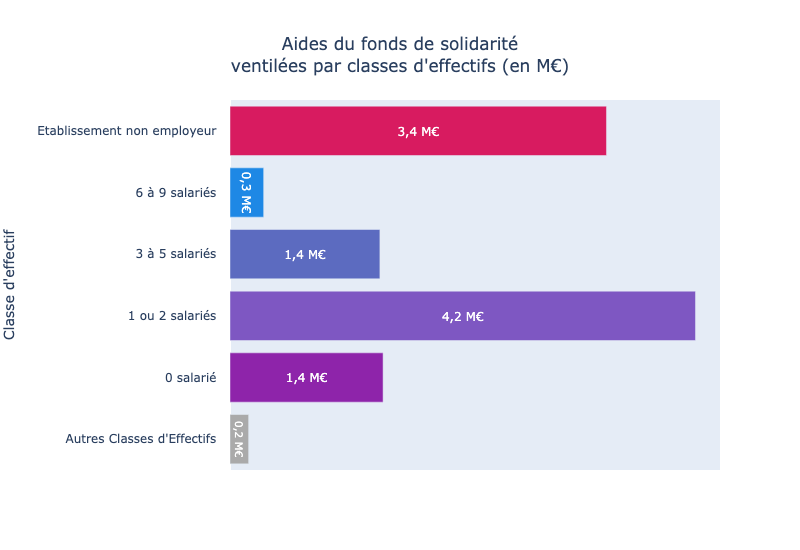 Aides du fonds de solidarité
ventilées par classes d'effectifs (en M€)
Classe d'effectif
Etablissement non employeur
3,4 M€
6 à 9 salariés
0,3 M€
3 à 5 salariés
1,4 M€
1 ou 2 salariés
4,2 M€
0 salarié
1,4 M€
Autres Classes d'Effectifs
0,2 M€